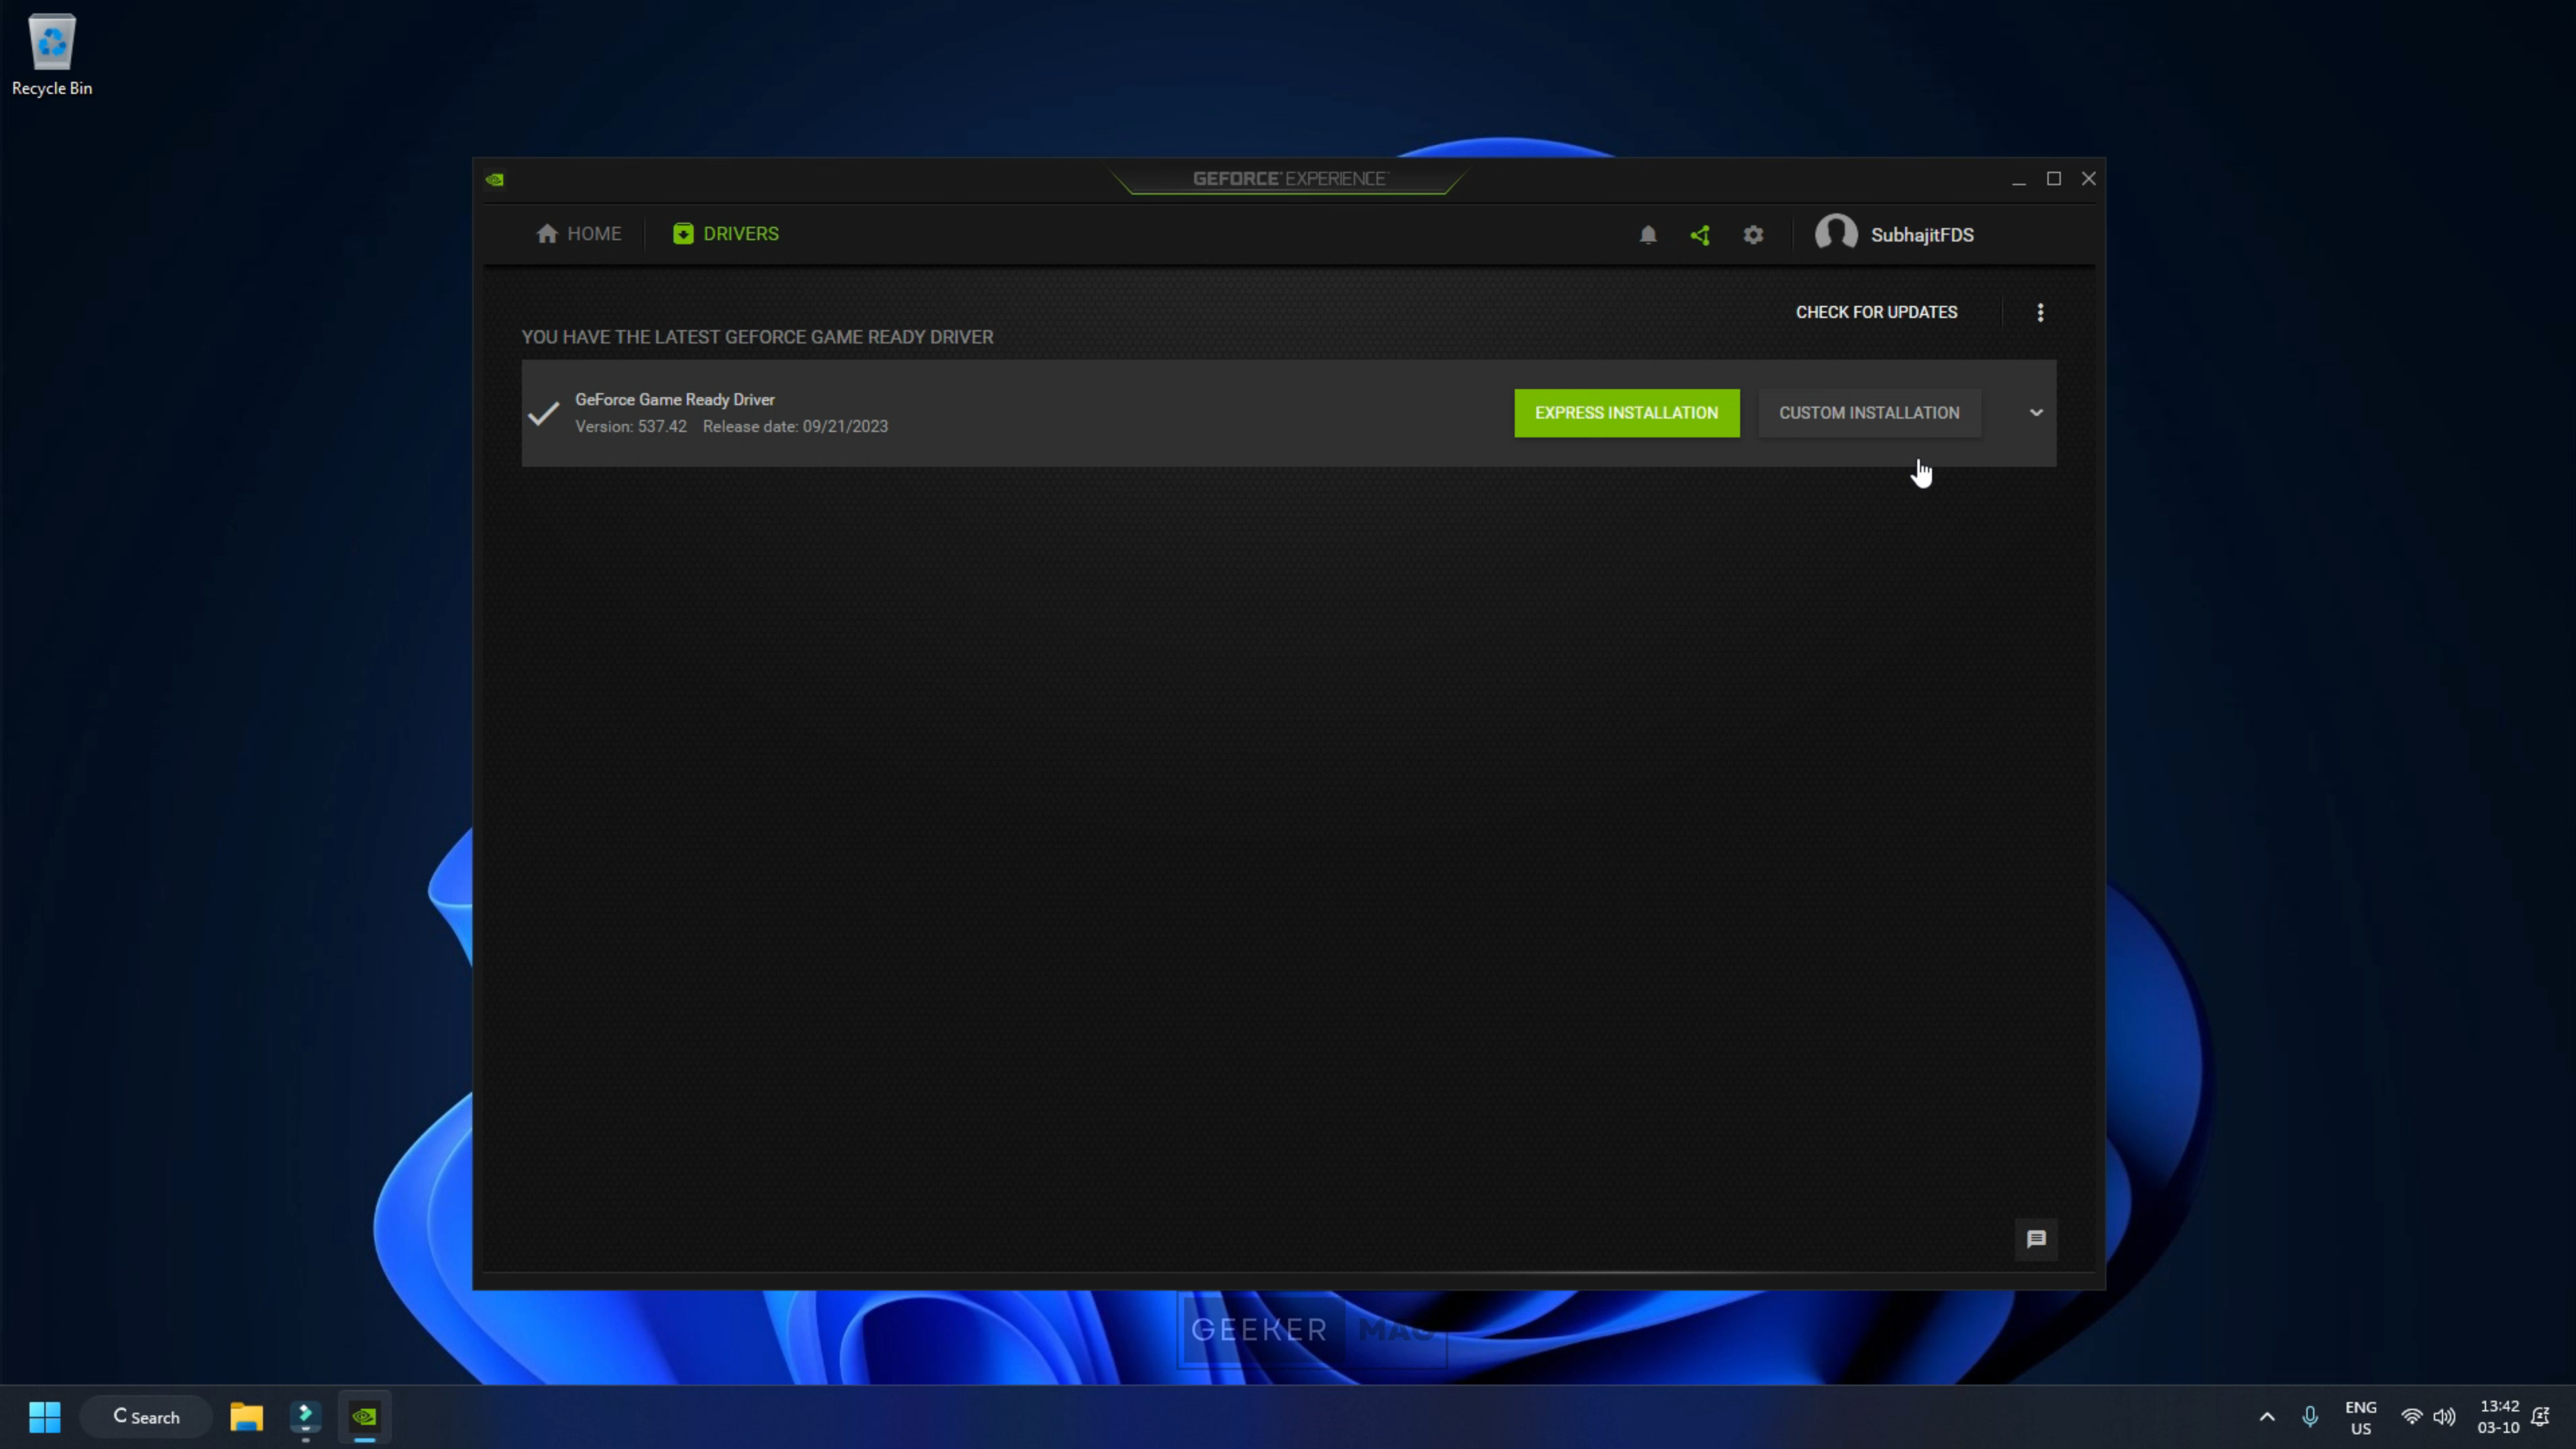 Recycle Bin
GEFORCE EXPERIENCE
HOME
DRIVERS
SubhajitFDS
CHECK FOR UPDATES
YOU HAVE THE LATEST GEFORCE GAME READY DRIVER
GeForce Game Ready Driver
Version: 537.42 Release date: 09/21/2023
EXPRESS INSTALLATION
CUSTOM INSTALLATION
GEEKER MAG
Search
ENG
US
13:42
03-10